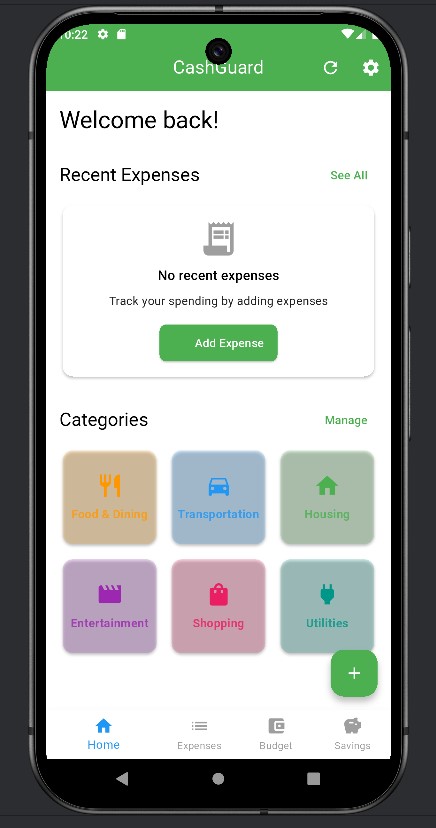 10:22
CashGuard
Welcome back!
Recent Expenses
See All
No recent expenses
Track your spending by adding expenses
Add Expense
Categories
Manage
Food & Dining
Transportation
Housing
Entertainment
Shopping
Utilities
+
Home
Expenses
Budget
Savings